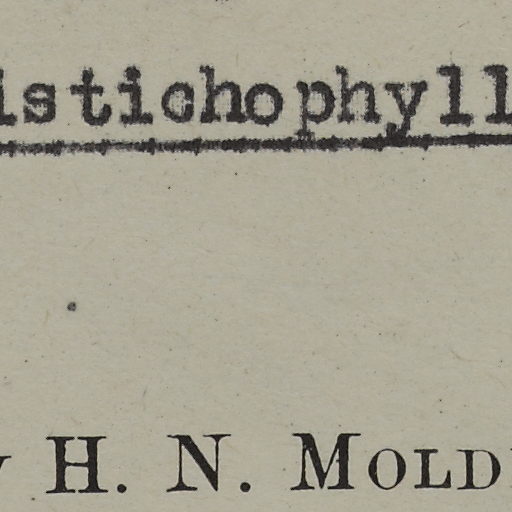 istichophyll
H. N. MOLD